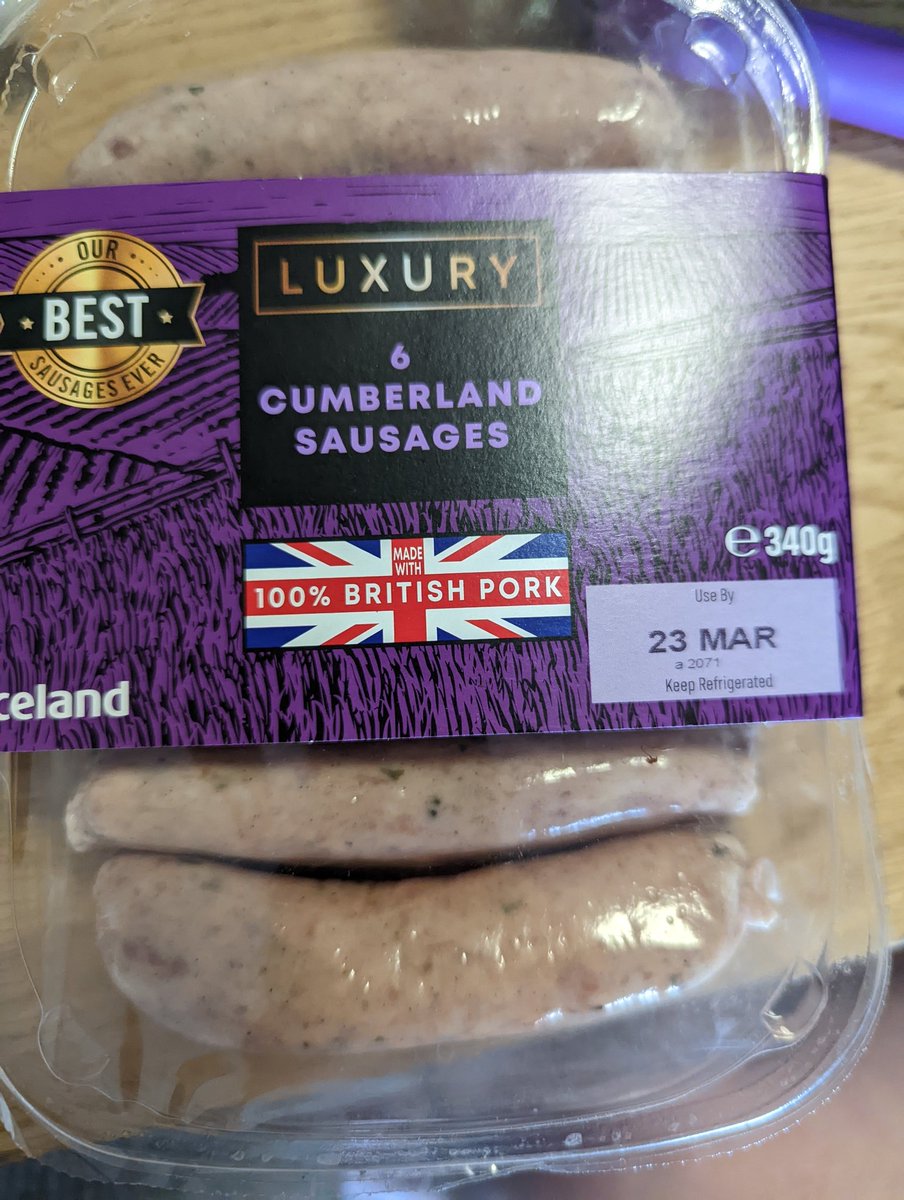 OUR
BEST
SAUSAGES EVER
LUXURY
6
CUMBERLAND
SAUSAGES
MADE
WITH
100% BRITISH PORK
e 340g
Use By
23 MAR
a 2071
Keep Refrigerated
celand